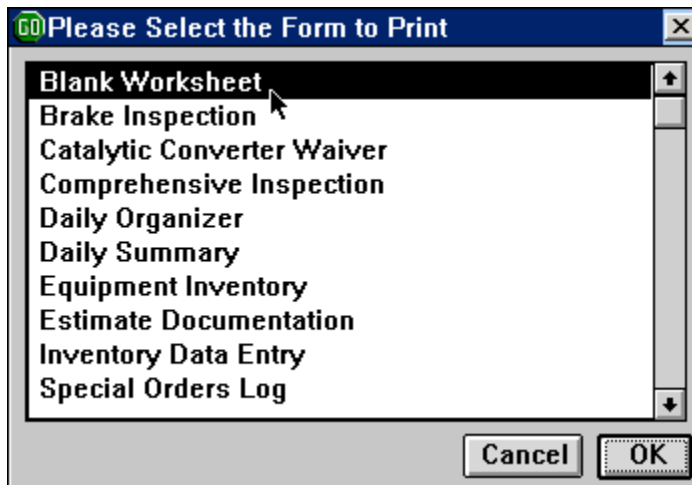 GO Please Select the Form to Print
Blank Worksheet
Brake Inspection
Catalytic Converter Waiver
Comprehensive Inspection
Daily Organizer
Daily Summary
Equipment Inventory
Estimate Documentation
Inventory Data Entry
Special Orders Log
Cancel OK